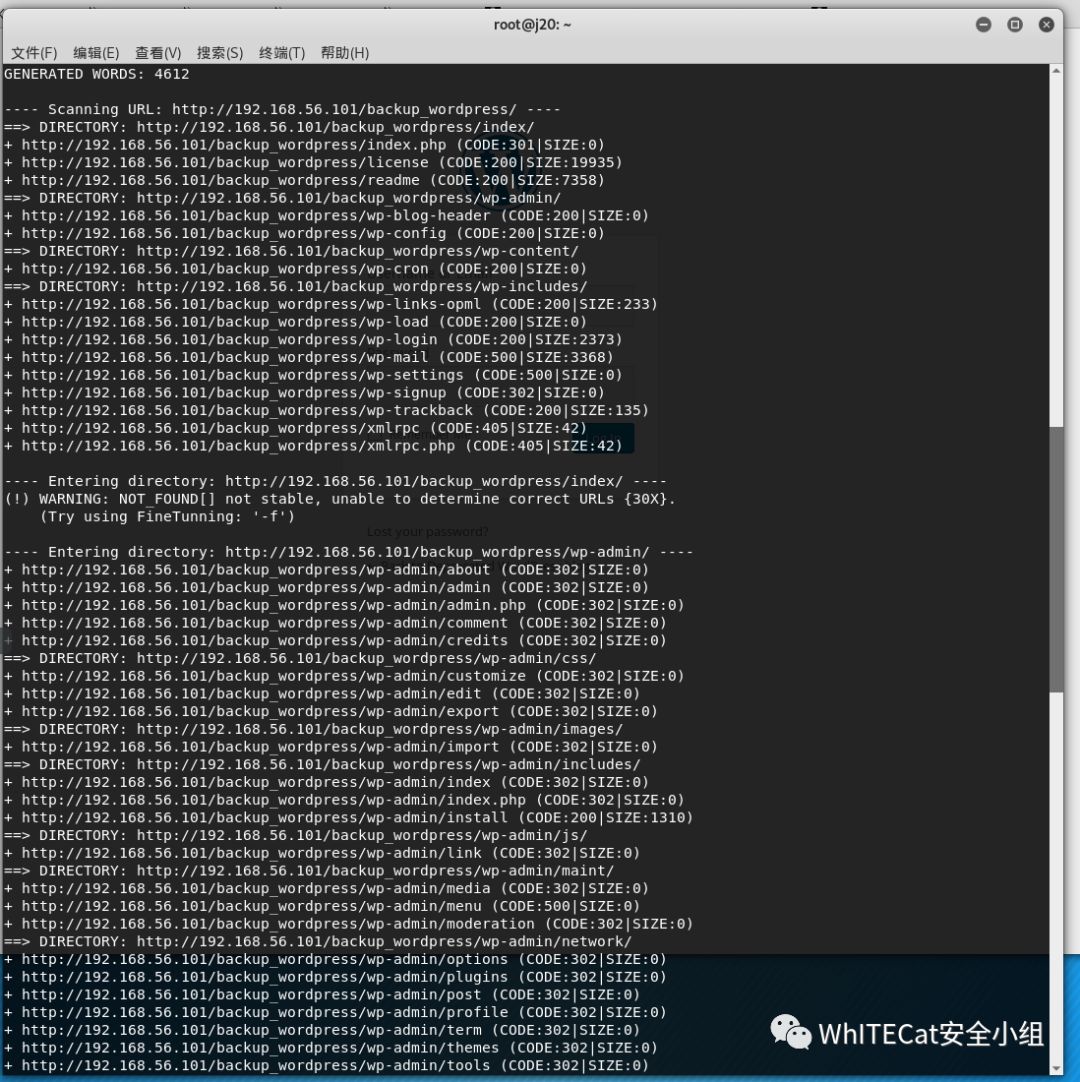 root@j20: ~
文件(F) 编辑(E) 查看(V) 搜索(S) 终端(T) 帮助(H)
GENERATED WORDS: 4612
---- Scanning URL: http://192.168.56.101/backup_wordpress/ ----
==> DIRECTORY: http://192.168.56.101/backup_wordpress/index/
+ http://192.168.56.101/backup_wordpress/index.php (CODE:301|SIZE:0)
+ http://192.168.56.101/backup_wordpress/license (CODE:200|SIZE:19935)
+ http://192.168.56.101/backup_wordpress/readme (CODE:200|SIZE:7358)
==> DIRECTORY: http://192.168.56.101/backup_wordpress/wp-admin/
+ http://192.168.56.101/backup_wordpress/wp-blog-header (CODE:200|SIZE:0)
+ http://192.168.56.101/backup_wordpress/wp-config (CODE:200|SIZE:0)
==> DIRECTORY: http://192.168.56.101/backup_wordpress/wp-content/
+ http://192.168.56.101/backup_wordpress/wp-cron (CODE:200|SIZE:0)
==> DIRECTORY: http://192.168.56.101/backup_wordpress/wp-includes/
+ http://192.168.56.101/backup_wordpress/wp-links-opml (CODE:200|SIZE:233)
+ http://192.168.56.101/backup_wordpress/wp-load (CODE:200|SIZE:0)
+ http://192.168.56.101/backup_wordpress/wp-login (CODE:200|SIZE:2373)
+ http://192.168.56.101/backup_wordpress/wp-mail (CODE:500|SIZE:3368)
+ http://192.168.56.101/backup_wordpress/wp-settings (CODE:500|SIZE:0)
+ http://192.168.56.101/backup_wordpress/wp-signup (CODE:302|SIZE:0)
+ http://192.168.56.101/backup_wordpress/wp-trackback (CODE:200|SIZE:135)
+ http://192.168.56.101/backup_wordpress/xmlrpc (CODE:405|SIZE:42)
+ http://192.168.56.101/backup_wordpress/xmlrpc.php (CODE:405|SIZE:42)
---- Entering directory: http://192.168.56.101/backup_wordpress/index/ ----
(!) WARNING: NOT_FOUND[] not stable, unable to determine correct URLs {30X}.
(Try using FineTunning: '-f')
Lost your password?
---- Entering directory: http://192.168.56.101/backup_wordpress/wp-admin/ ----
+ http://192.168.56.101/backup_wordpress/wp-admin/about (CODE:302|SIZE:0)
+ http://192.168.56.101/backup_wordpress/wp-admin/admin (CODE:302|SIZE:0)
+ http://192.168.56.101/backup_wordpress/wp-admin/admin.php (CODE:302|SIZE:0)
+ http://192.168.56.101/backup_wordpress/wp-admin/comment (CODE:302|SIZE:0)
+ http://192.168.56.101/backup_wordpress/wp-admin/credits (CODE:302|SIZE:0)
==> DIRECTORY: http://192.168.56.101/backup_wordpress/wp-admin/css/
+ http://192.168.56.101/backup_wordpress/wp-admin/customize (CODE:302|SIZE:0)
+ http://192.168.56.101/backup_wordpress/wp-admin/edit (CODE:302|SIZE:0)
+ http://192.168.56.101/backup_wordpress/wp-admin/export (CODE:302|SIZE:0)
==> DIRECTORY: http://192.168.56.101/backup_wordpress/wp-admin/images/
+ http://192.168.56.101/backup_wordpress/wp-admin/import (CODE:302|SIZE:0)
==> DIRECTORY: http://192.168.56.101/backup_wordpress/wp-admin/includes/
+ http://192.168.56.101/backup_wordpress/wp-admin/index (CODE:302|SIZE:0)
+ http://192.168.56.101/backup_wordpress/wp-admin/index.php (CODE:302|SIZE:0)
+ http://192.168.56.101/backup_wordpress/wp-admin/install (CODE:200|SIZE:1310)
==> DIRECTORY: http://192.168.56.101/backup_wordpress/wp-admin/js/
+ http://192.168.56.101/backup_wordpress/wp-admin/link (CODE:302|SIZE:0)
==> DIRECTORY: http://192.168.56.101/backup_wordpress/wp-admin/maint/
+ http://192.168.56.101/backup_wordpress/wp-admin/media (CODE:302|SIZE:0)
+ http://192.168.56.101/backup_wordpress/wp-admin/menu (CODE:500|SIZE:0)
+ http://192.168.56.101/backup_wordpress/wp-admin/moderation (CODE:302|SIZE:0)
==> DIRECTORY: http://192.168.56.101/backup_wordpress/wp-admin/network/
+ http://192.168.56.101/backup_wordpress/wp-admin/options (CODE:302|SIZE:0)
+ http://192.168.56.101/backup_wordpress/wp-admin/plugins (CODE:302|SIZE:0)
+ http://192.168.56.101/backup_wordpress/wp-admin/post (CODE:302|SIZE:0)
+ http://192.168.56.101/backup_wordpress/wp-admin/profile (CODE:302|SIZE:0)
+ http://192.168.56.101/backup_wordpress/wp-admin/term (CODE:302|SIZE:0)
+ http://192.168.56.101/backup_wordpress/wp-admin/themes (CODE:302|SIZE:0)
+ http://192.168.56.101/backup_wordpress/wp-admin/tools (CODE:302|SIZE:0)
WhITECat安全小组